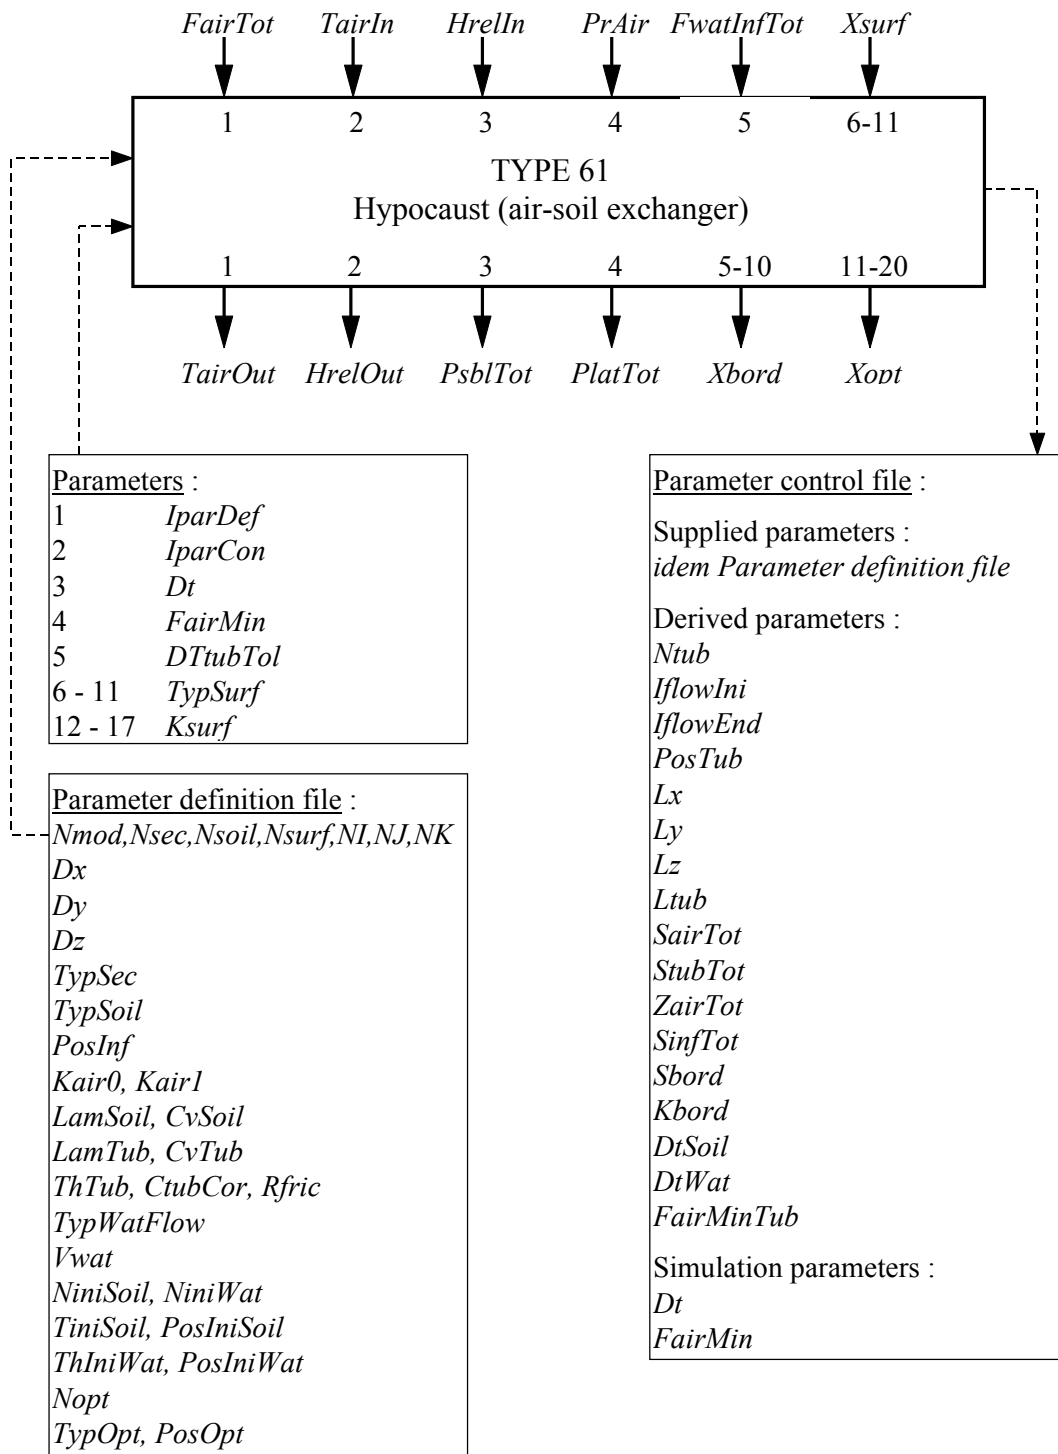 FairTot TairIn HrelIn PrAir FwatInfTot Xsurf
1 2 3 4 5 6-11
TYPE 61
Hypocaust (air-soil exchanger)
1 2 3 4 5-10 11-20
TairOut HrelOut PsblTot PlatTot Xbord Xopt
Parameters :
1 IparDef
2 IparCon
3 Dt
4 FairMin
5 DTtubTol
6 - 11 TypSurf
12 - 17 Ksurf
Parameter definition file :
Nmod,Nsec,Nsoil,Nsurf,NI,NJ,NK
Dx
Dy
Dz
TypSec
TypSoil
PosInf
Kair0, Kair1
LamSoil, CvSoil
LamTub, CvTub
ThTub, CtubCor, Rfric
TypWatFlow
Vwat
NiniSoil, NiniWat
TiniSoil, PosIniSoil
ThIniWat, PosIniWat
Nopt
TypOpt, PosOpt
Parameter control file :
Supplied parameters :
idem Parameter definition file
Derived parameters :
Ntub
IflowIni
IflowEnd
PosTub
Lx
Ly
Lz
Ltub
SairTot
StubTot
ZairTot
SinfTot
Sbord
Kbord
DtSoil
DtWat
FairMinTub
Simulation parameters :
Dt
FairMin